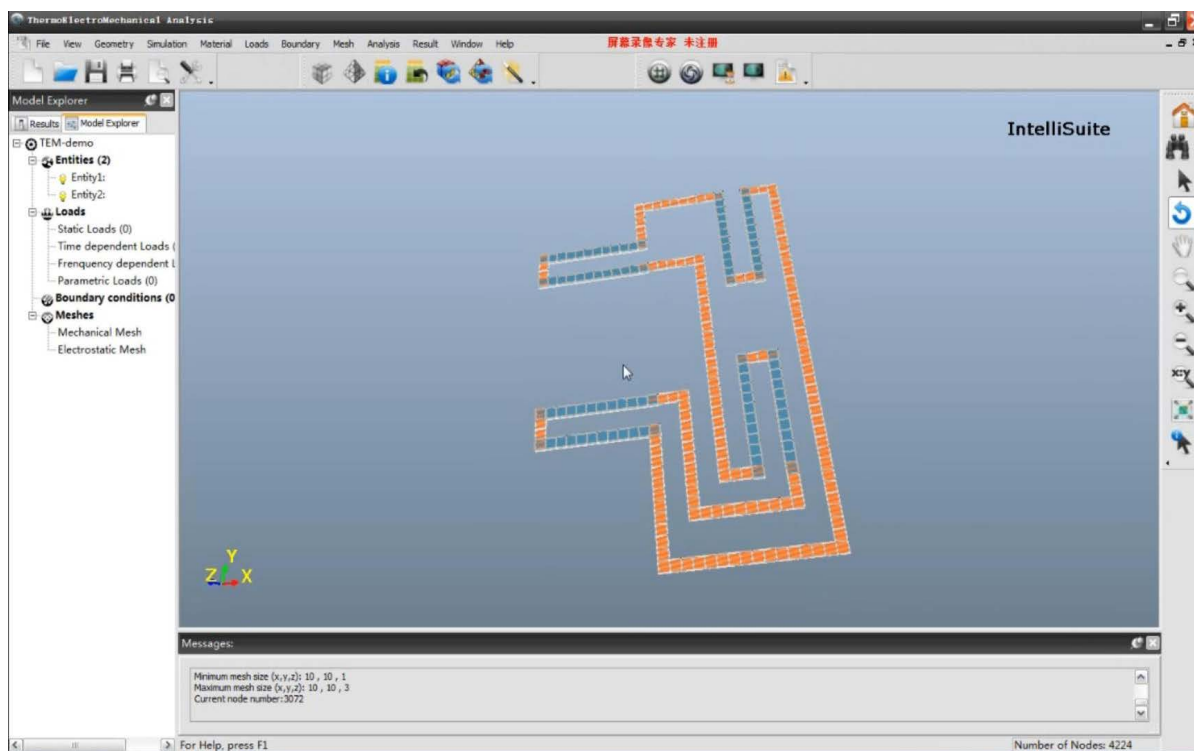 ThermoElectroMechanical Analysis
File View Geometry Simulation Material Loads Boundary Mesh Analysis Result Window Help 屏幕录像专家 未注册
Model Explorer
Results Model Explorer
TEM-demo
Entities (2)
Entity1:
Entity2:
Loads
Static Loads (0)
Time dependent Loads (
Frenquency dependent L
Parametric Loads (0)
Boundary conditions (0
Meshes
Mechanical Mesh
Electrostatic Mesh
IntelliSuite
Y
Z X
x:y
Messages:
Minimum mesh size (x,y,z): 10 , 10 , 1
Maximum mesh size (x,y,z): 10 , 10 , 3
Current node number:3072
For Help, press F1
Number of Nodes: 4224